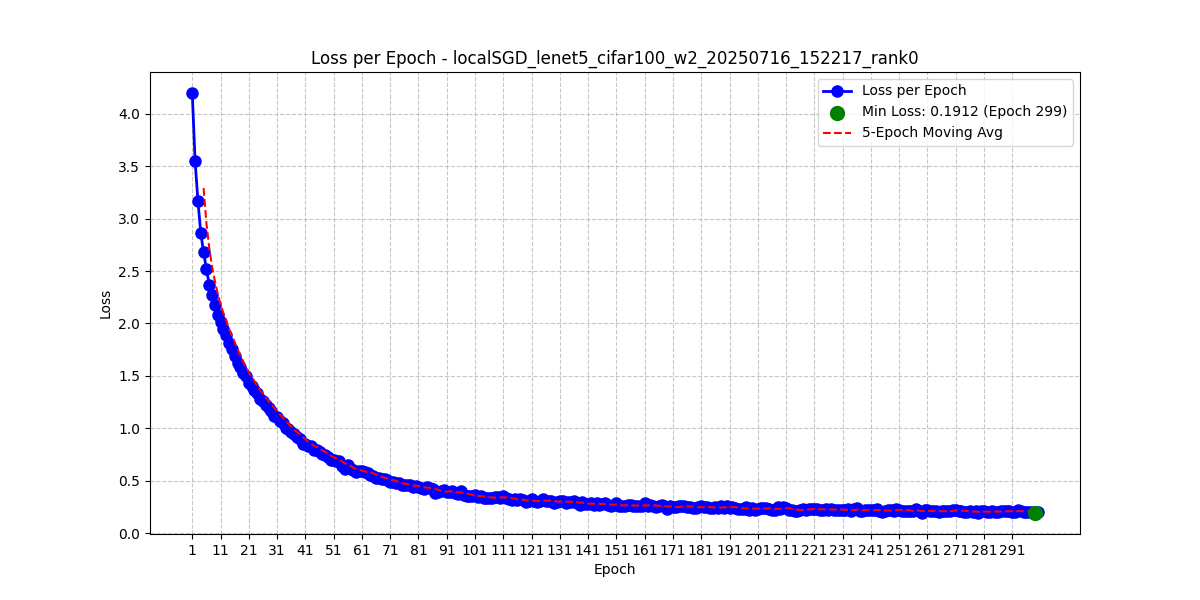 Loss per Epoch - localSGD_lenet5_cifar100_w2_20250716_152217_rank0
Loss per Epoch
Min Loss: 0.1912 (Epoch 299)
5-Epoch Moving Avg
Loss
4.0
3.5
3.0
2.5
2.0
1.5
1.0
0.5
0.0
1 11 21 31 41 51 61 71 81 91 101 111 121 131 141 151 161 171 181 191 201 211 221 231 241 251 261 271 281 291
Epoch